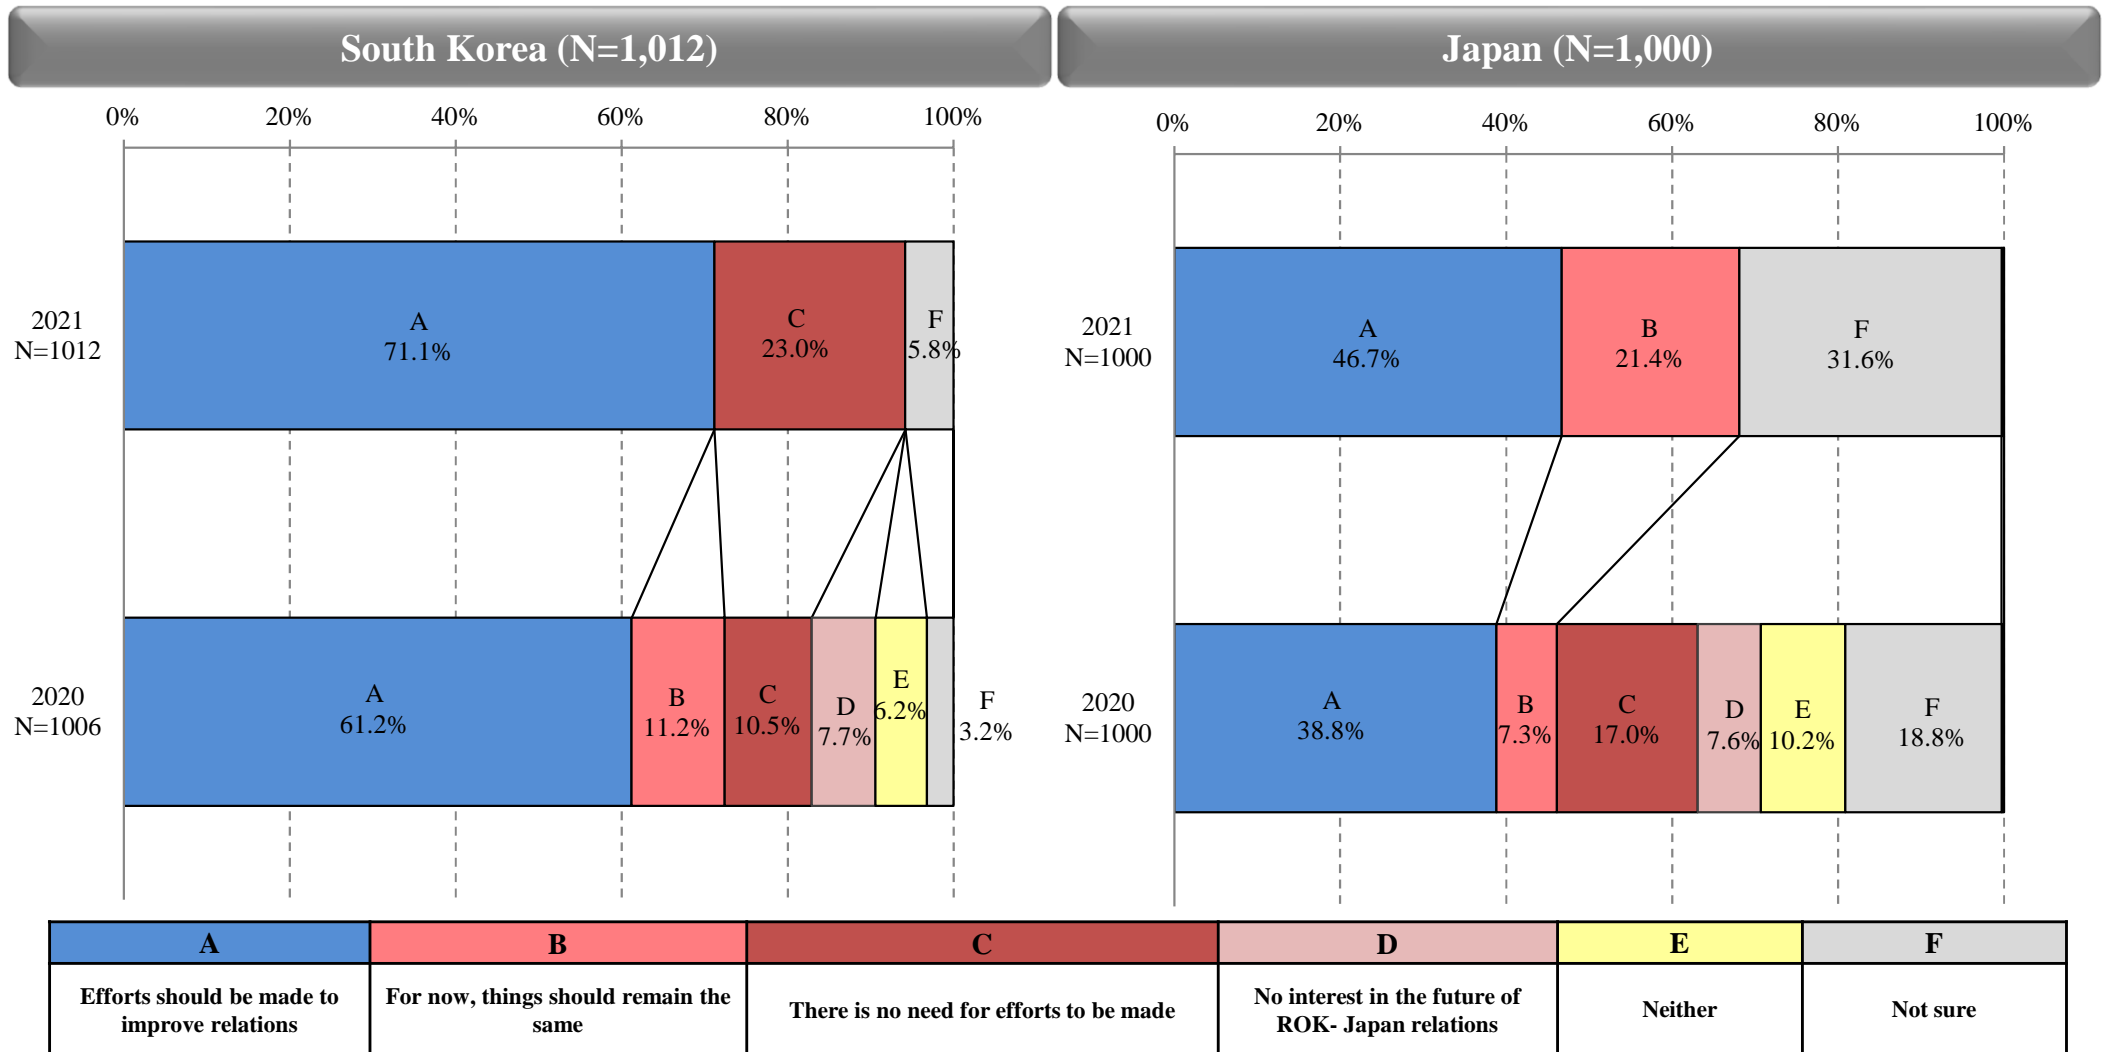 South Korea (N=1,012)
Japan (N=1,000)
0% 20% 40% 60% 80% 100%
0% 20% 40% 60% 80% 100%
2021
N=1012
A
71.1%
C
23.0%
F
5.8%
2020
N=1006
A
61.2%
B
11.2%
C
10.5%
D
7.7%
E
6.2%
F
3.2%
2021
N=1000
A
46.7%
B
21.4%
F
31.6%
2020
N=1000
A
38.8%
B
7.3%
C
17.0%
D
7.6%
E
10.2%
F
18.8%
A B C D E F
Efforts should be made to
improve relations
For now, things should remain the
same
There is no need for efforts to be made
No interest in the future of
ROK- Japan relations
Neither
Not sure